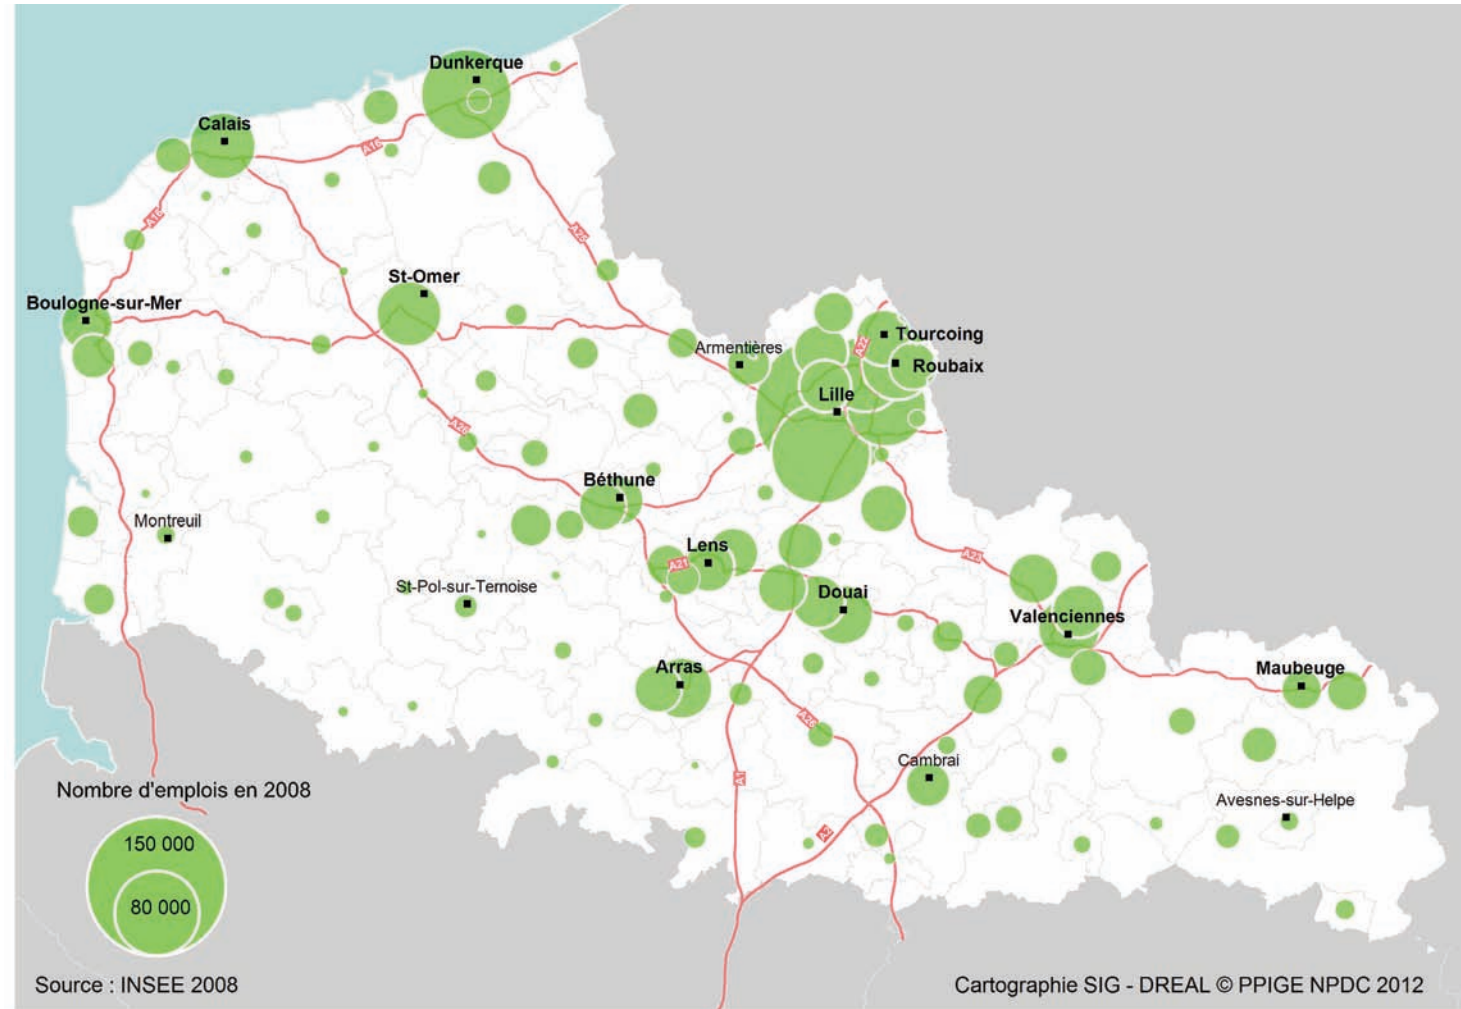 Dunkerque
Calais
A16
A16
A25
St-Omer
Boulogne-sur-Mer
Tourcoing
A22
Armentières
Roubaix
Lille
A26
Béthune
Montreuil
Lens
A21
A23
St-Pol-sur-Ternoise
Douai
Valenciennes
Arras
Maubeuge
A26
Cambrai
A1
Nombre d'emplois en 2008
Avesnes-sur-Helpe
A2
150 000
80 000
Source : INSEE 2008
Cartographie SIG - DREAL © PPIGE NPDC 2012